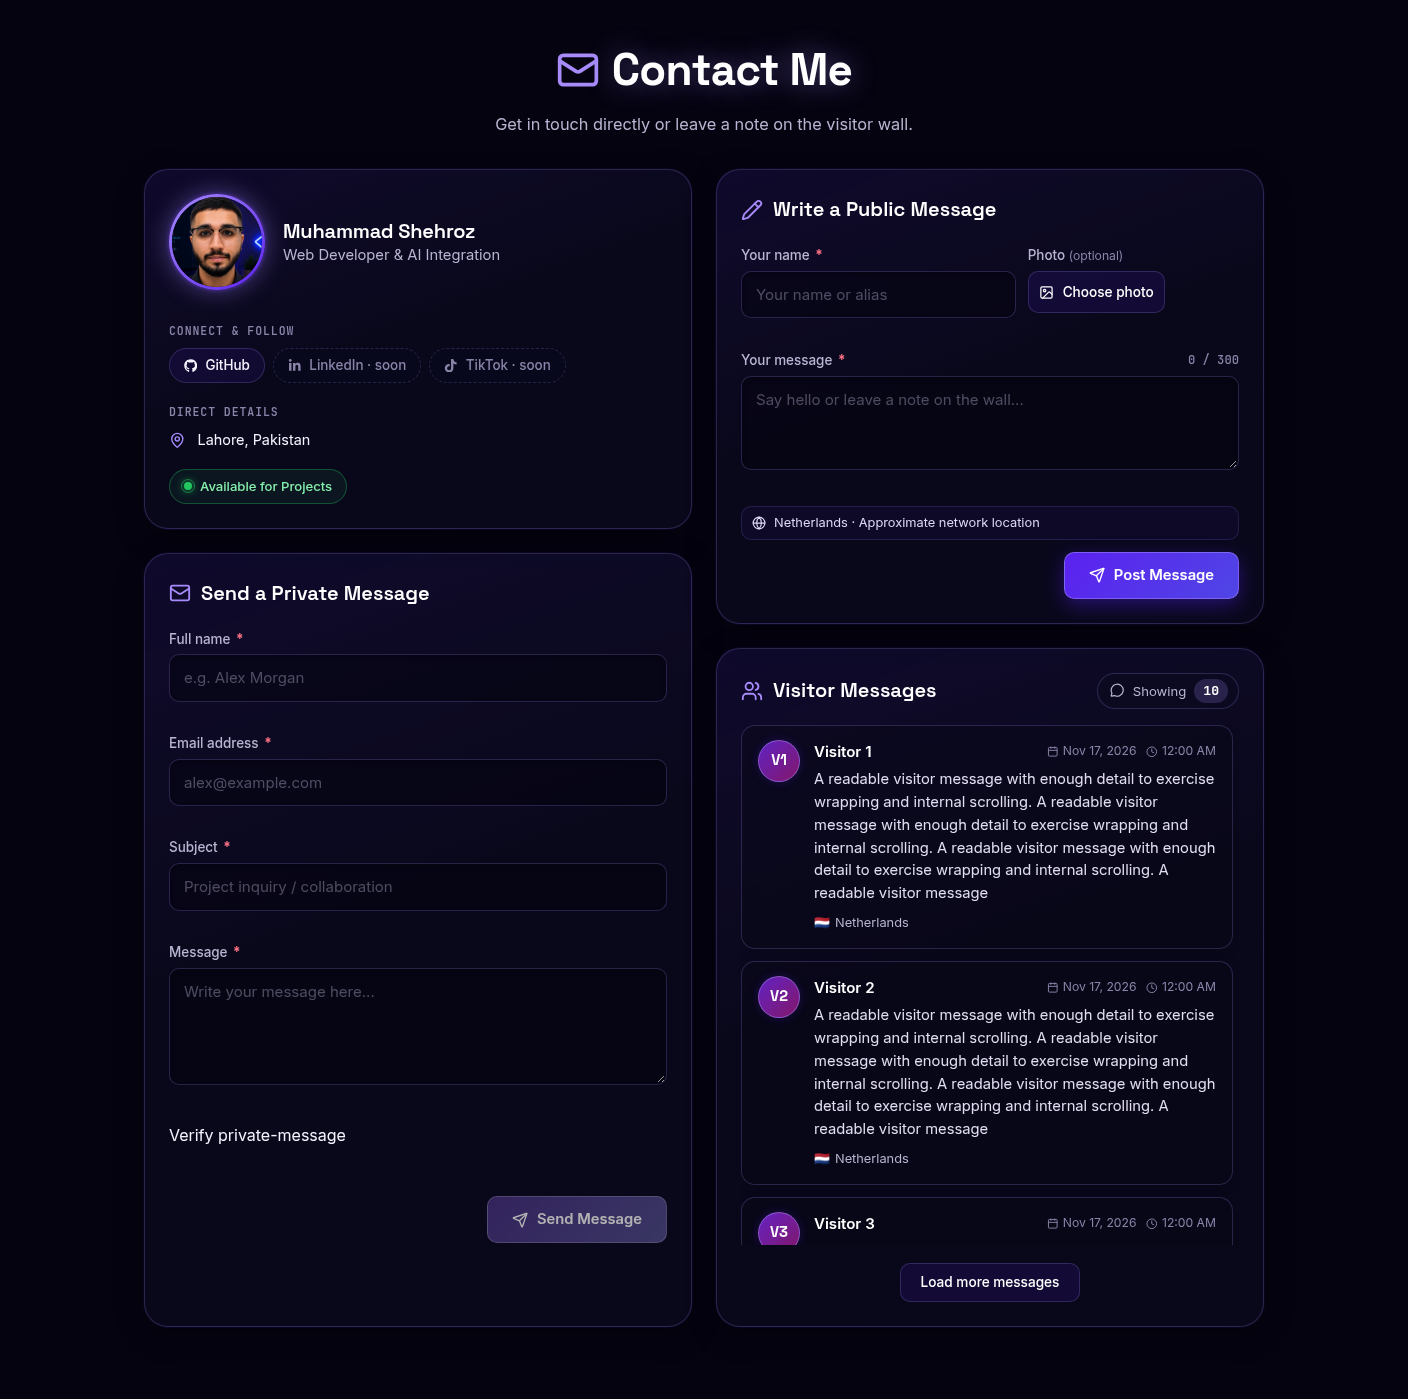 Contact Me
Get in touch directly or leave a note on the visitor wall.
Muhammad Shehroz
Web Developer & AI Integration
CONNECT & FOLLOW
GitHub
LinkedIn · soon
TikTok · soon
DIRECT DETAILS
Lahore, Pakistan
Available for Projects
Send a Private Message
Full name *
e.g. Alex Morgan
Email address *
alex@example.com
Subject *
Project inquiry / collaboration
Message *
Write your message here...
Verify private-message
Send Message
Write a Public Message
Your name *
Your name or alias
Photo (optional)
Choose photo
Your message *
0 / 300
Say hello or leave a note on the wall...
Netherlands · Approximate network location
Post Message
Visitor Messages
Showing 10
V1
Visitor 1
Nov 17, 2026 12:00 AM
A readable visitor message with enough detail to exercise
wrapping and internal scrolling. A readable visitor
message with enough detail to exercise wrapping and
internal scrolling. A readable visitor message with enough
detail to exercise wrapping and internal scrolling. A
readable visitor message
Netherlands
V2
Visitor 2
Nov 17, 2026 12:00 AM
A readable visitor message with enough detail to exercise
wrapping and internal scrolling. A readable visitor
message with enough detail to exercise wrapping and
internal scrolling. A readable visitor message with enough
detail to exercise wrapping and internal scrolling. A
readable visitor message
Netherlands
V3
Visitor 3
Nov 17, 2026 12:00 AM
Load more messages